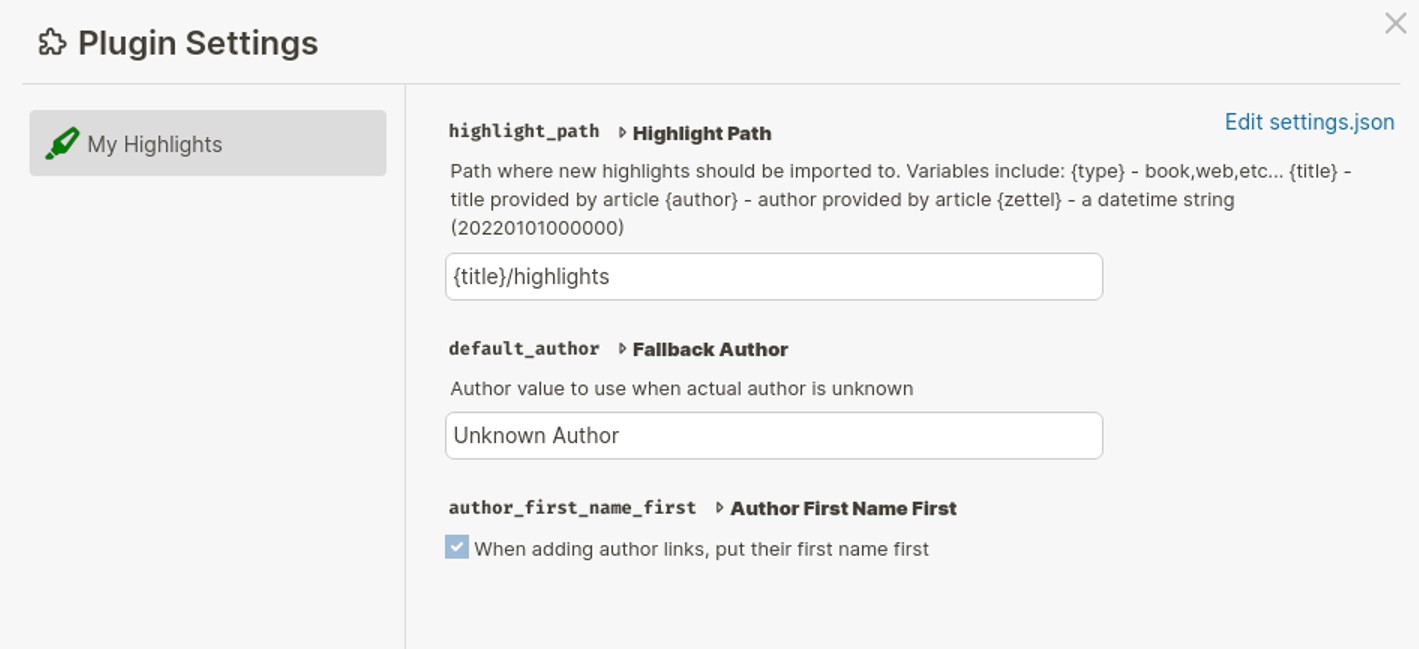 Plugin Settings
My Highlights
Edit settings.json
highlight_path ▹ Highlight Path
Path where new highlights should be imported to. Variables include: {type} - book,web,etc... {title} -
title provided by article {author} - author provided by article {zettel} - a datetime string
(20220101000000)
{title}/highlights
default_author ▹ Fallback Author
Author value to use when actual author is unknown
Unknown Author
author_first_name_first ▹ Author First Name First
When adding author links, put their first name first